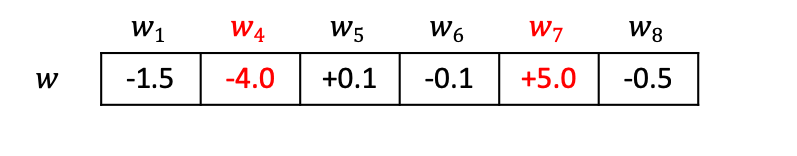 w₁ w₄ w₅ w₆ w₇ w₈
w -1.5 -4.0 +0.1 -0.1 +5.0 -0.5